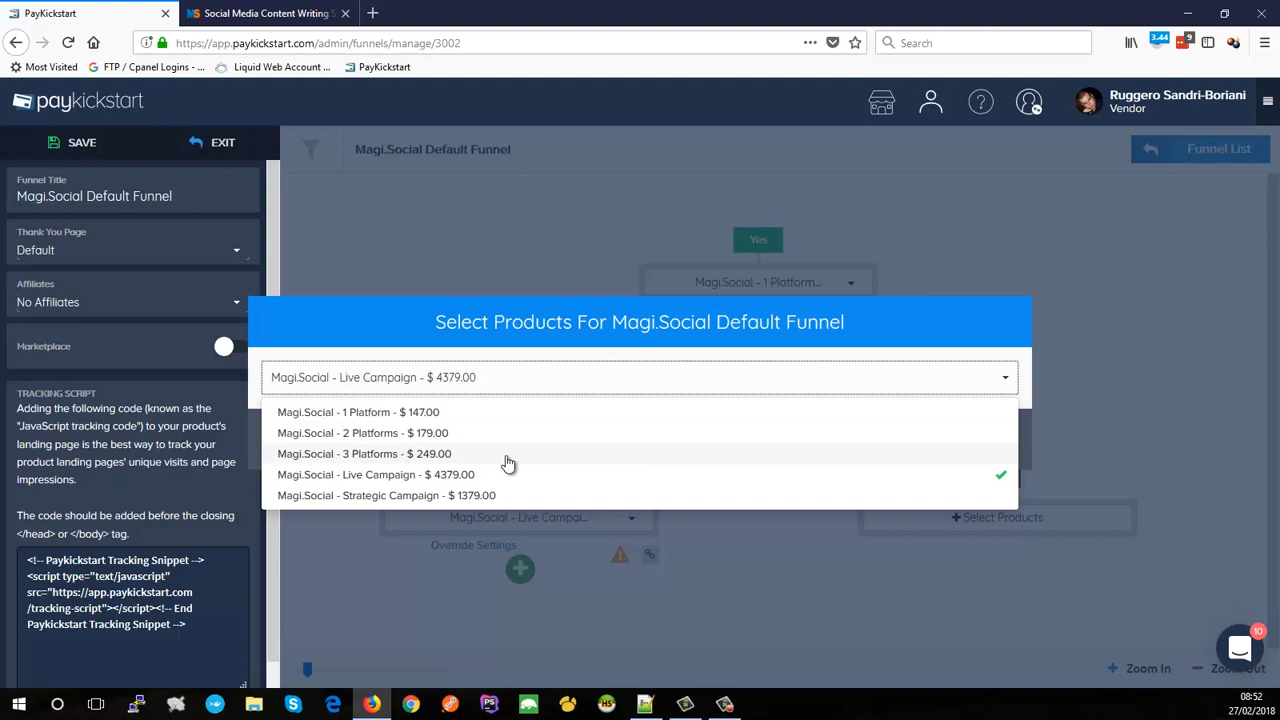 PayKickstart
Social Media Content Writing S
https://app.paykickstart.com/admin/funnels/manage/3002
Search
3.44
9
Most Visited
FTP / Cpanel Logins - ...
Liquid Web Account ...
PayKickstart
paykickstart
Ruggero Sandri-Boriani
Vendor
SAVE
EXIT
Magi.Social Default Funnel
Funnel List
Funnel Title
Magi.Social Default Funnel
Thank You Page
Default
Affiliates
No Affiliates
Marketplace
TRACKING SCRIPT
Adding the following code (known as the
"JavaScript tracking code") to your product's
landing page is the best way to track your
product landing pages' unique visits and page
impressions.
The code should be added before the closing
</head> or </body> tag.
<!-- Paykickstart Tracking Snippet -->
<script type="text/javascript"
src="https://app.paykickstart.com
/tracking-script"></script><!-- End
Paykickstart Tracking Snippet -->
Yes
Magi.Social - 1 Platform...
Select Products For Magi.Social Default Funnel
Magi.Social - Live Campaign - $ 4379.00
Magi.Social - 1 Platform - $ 147.00
Magi.Social - 2 Platforms - $ 179.00
Magi.Social - 3 Platforms - $ 249.00
Magi.Social - Live Campaign - $ 4379.00
Magi.Social - Strategic Campaign - $ 1379.00
Magi.Social - Live Campai...
Select Products
Override Settings
10
Zoom In
Zoom Out
08:52
27/02/2018